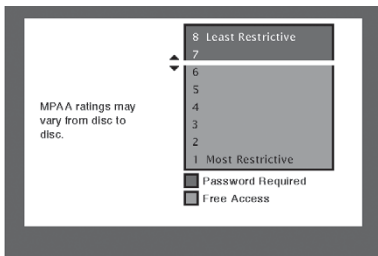 8 Least Restrictive
7
6
5
4
3
2
1 Most Restrictive
MPAA ratings may
vary from disc to
disc.
Password Required
Free Access